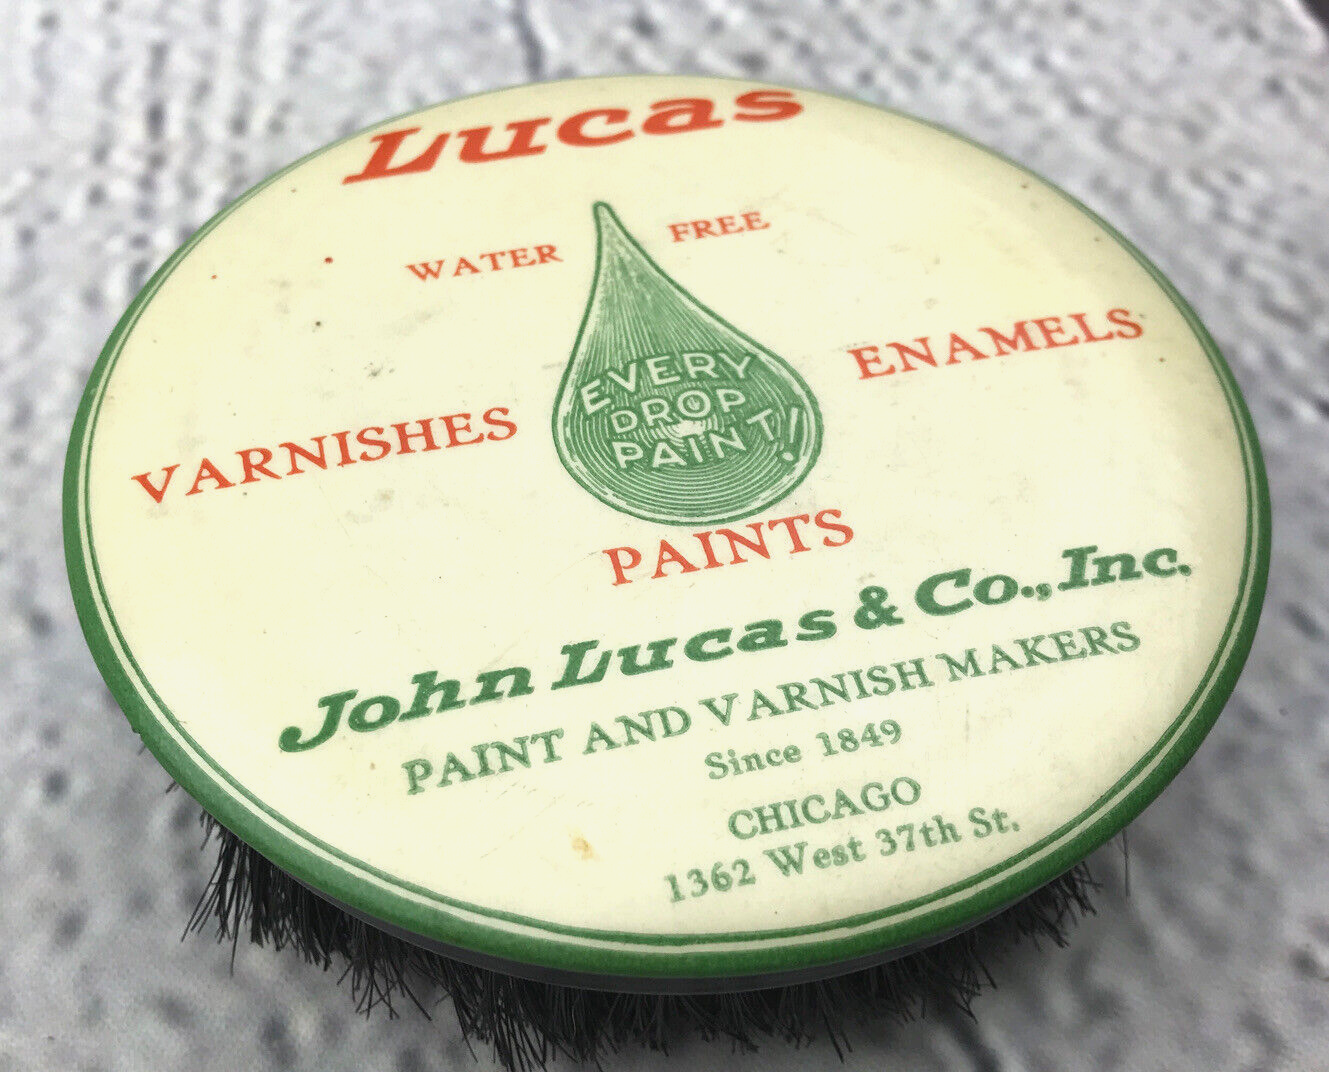 Lucas
WATER FREE
EVERY
DROP
PAINT!
VARNISHES ENAMELS
PAINTS
John Lucas & Co., Inc.
PAINT AND VARNISH MAKERS
Since 1849
CHICAGO
1362 West 37th St.